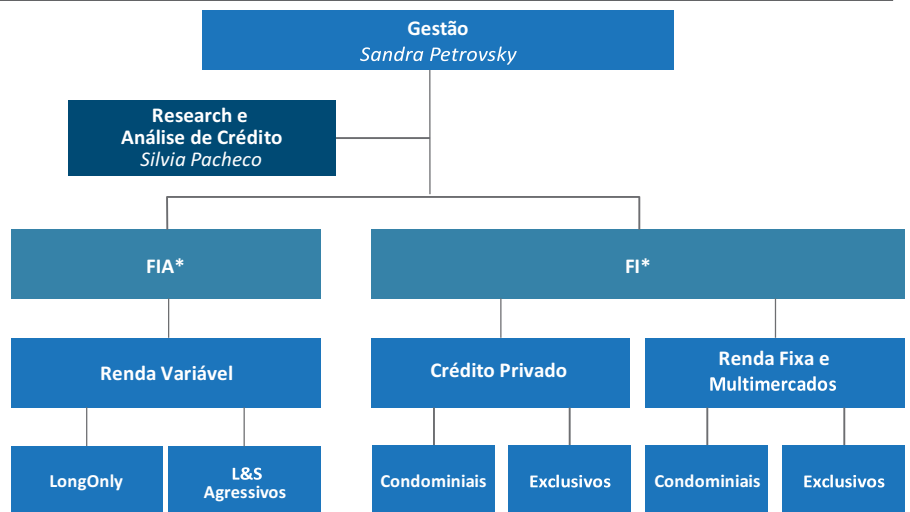 Gestão
Sandra Petrovsky
Research e
Análise de Crédito
Silvia Pacheco
FIA*
FI*
Renda Variável
Crédito Privado
Renda Fixa e
Multimercados
LongOnly
L&S
Agressivos
Condominiais
Exclusivos
Condominiais
Exclusivos